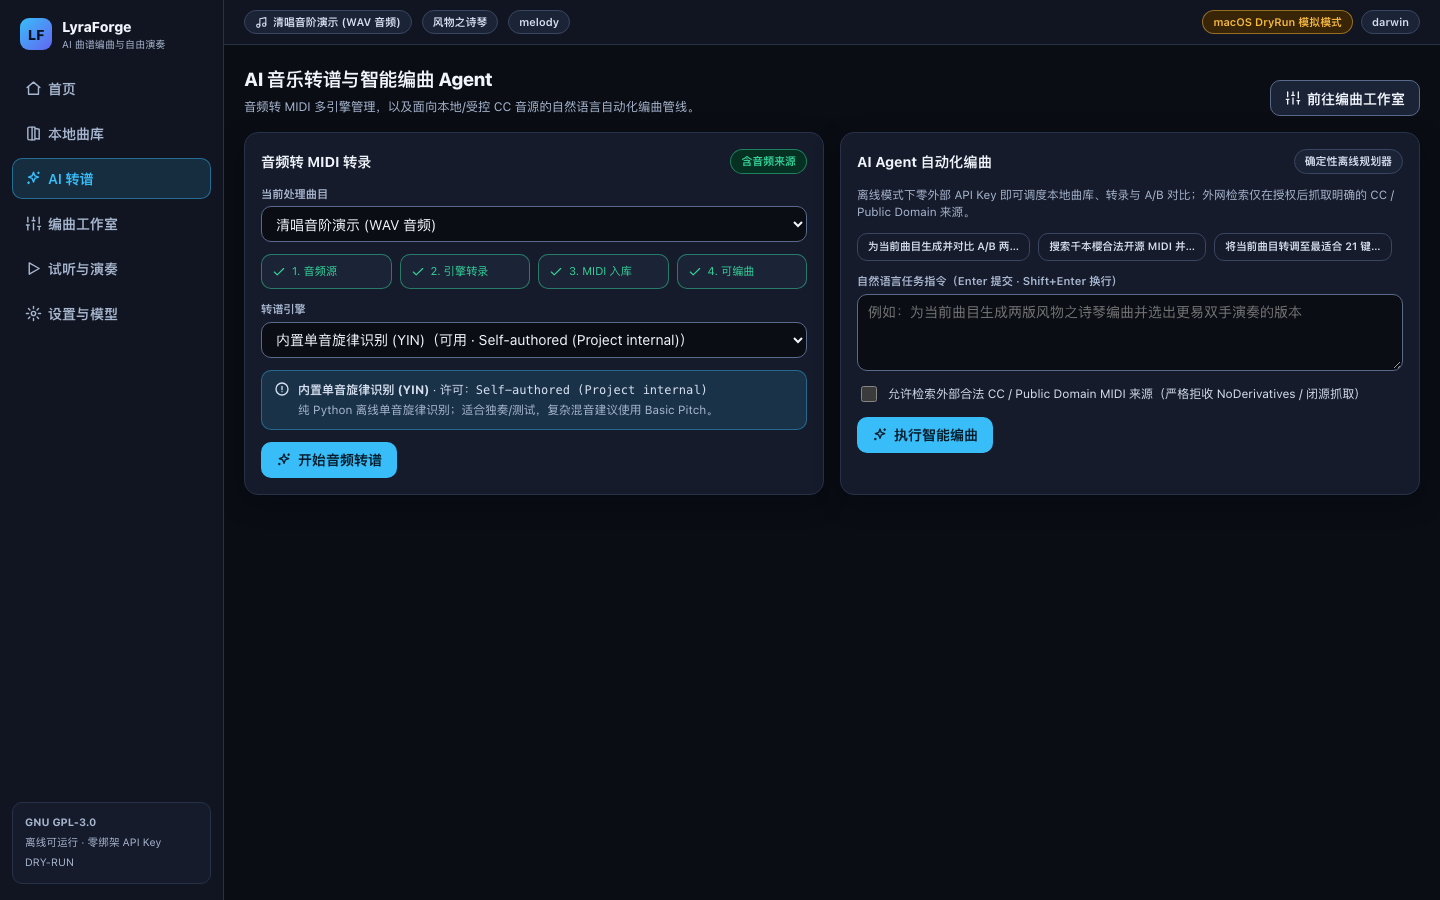 LF
LyraForge
AI 曲谱编曲与自由演奏
首页
本地曲库
AI 转谱
编曲工作室
试听与演奏
设置与模型
GNU GPL-3.0
离线可运行 · 零绑架 API Key
DRY-RUN
清唱音阶演示 (WAV 音频)
风物之诗琴
melody
macOS DryRun 模拟模式
darwin
AI 音乐转谱与智能编曲 Agent
音频转 MIDI 多引擎管理，以及面向本地/受控 CC 音源的自然语言自动化编曲管线。
前往编曲工作室
音频转 MIDI 转录
含音频来源
当前处理曲目
清唱音阶演示 (WAV 音频)
1. 音频源
2. 引擎转录
3. MIDI 入库
4. 可编曲
转谱引擎
内置单音旋律识别 (YIN)（可用 · Self-authored (Project internal)）
内置单音旋律识别 (YIN) · 许可：Self-authored (Project internal)
纯 Python 离线单音旋律识别；适合独奏/测试，复杂混音建议使用 Basic Pitch。
开始音频转谱
AI Agent 自动化编曲
确定性离线规划器
离线模式下零外部 API Key 即可调度本地曲库、转录与 A/B 对比；外网检索仅在授权后抓取明确的 CC /
Public Domain 来源。
为当前曲目生成并对比 A/B 两...
搜索千本樱合法开源 MIDI 并...
将当前曲目转调至最适合 21 键...
自然语言任务指令（Enter 提交 · Shift+Enter 换行）
例如：为当前曲目生成两版风物之诗琴编曲并选出更易双手演奏的版本
允许检索外部合法 CC / Public Domain MIDI 来源（严格拒收 NoDerivatives / 闭源抓取）
执行智能编曲